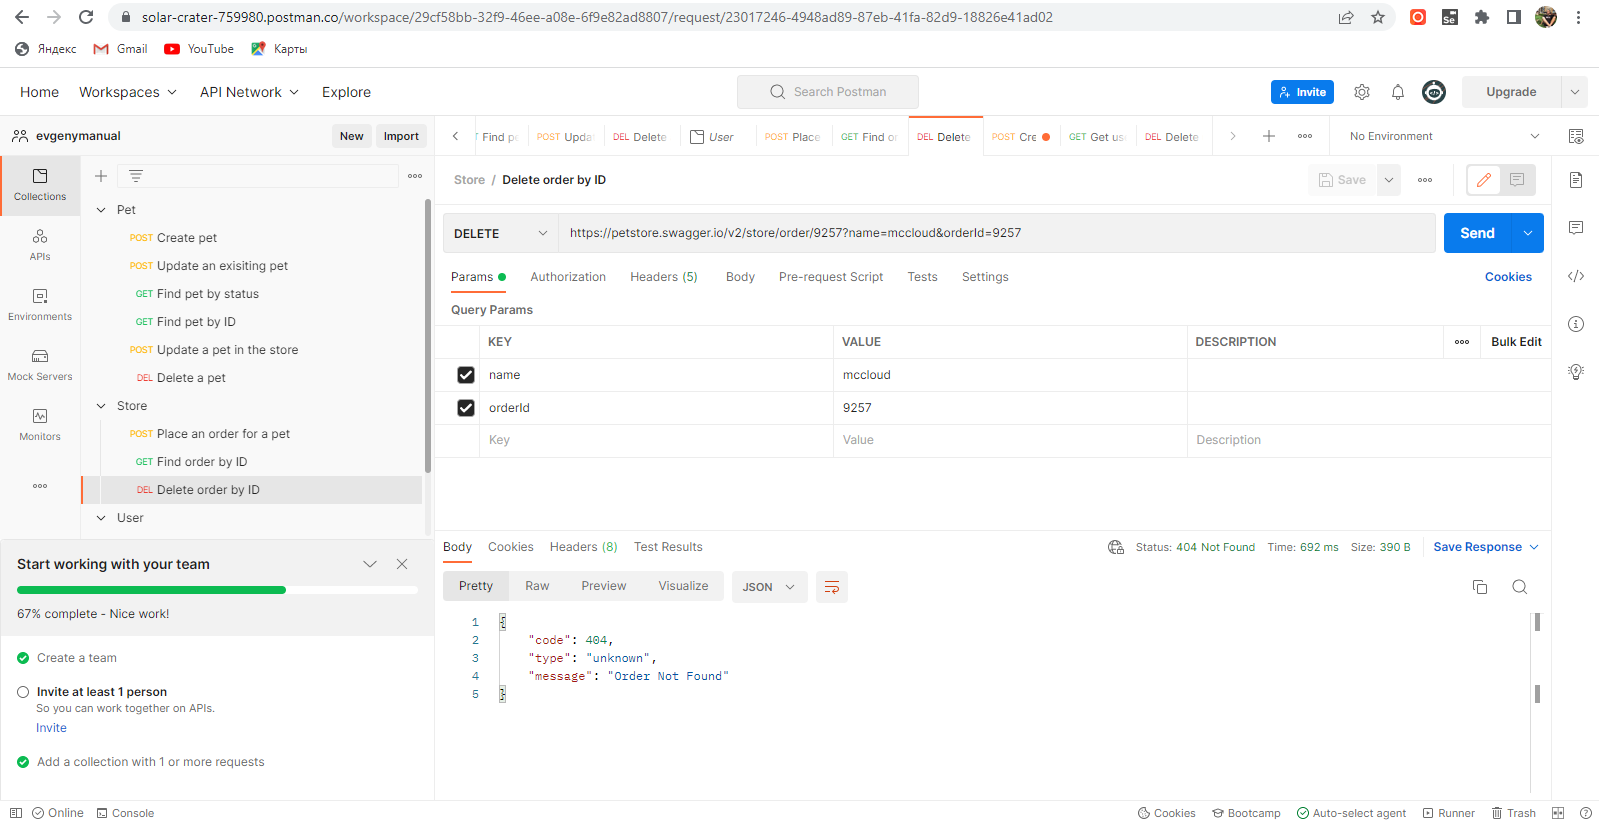 solar-crater-759980.postman.co/workspace/29cf58bb-32f9-46ee-a08e-6f9e82ad8807/request/23017246-4948ad89-87eb-41fa-82d9-18826e41ad02
Se
Яндекс Gmail YouTube Карты
Home Workspaces API Network Explore Search Postman Invite Upgrade
evgenymanual New Import
Find p POST Upda DEL Delete User POST Place GET Find or DEL Delete POST Cre GET Get us DEL Delete No Environment
Collections
APIs
Environments
Mock Servers
Monitors
Pet
POST Create pet
POST Update an exisiting pet
GET Find pet by status
GET Find pet by ID
POST Update a pet in the store
DEL Delete a pet
Store
POST Place an order for a pet
GET Find order by ID
DEL Delete order by ID
User
Start working with your team
67% complete - Nice work!
Create a team
Invite at least 1 person
So you can work together on APIs.
Invite
Add a collection with 1 or more requests
Store / Delete order by ID Save
DELETE https://petstore.swagger.io/v2/store/order/9257?name=mccloud&orderId=9257 Send
Params Authorization Headers (5) Body Pre-request Script Tests Settings Cookies
Query Params
KEY VALUE DESCRIPTION Bulk Edit
name mccloud
orderId 9257
Key Value Description
Body Cookies Headers (8) Test Results Status: 404 Not Found Time: 692 ms Size: 390 B Save Response
Pretty Raw Preview Visualize JSON
1 {
2 "code": 404,
3 "type": "unknown",
4 "message": "Order Not Found"
5 }
Online Console Cookies Bootcamp Auto-select agent Runner Trash